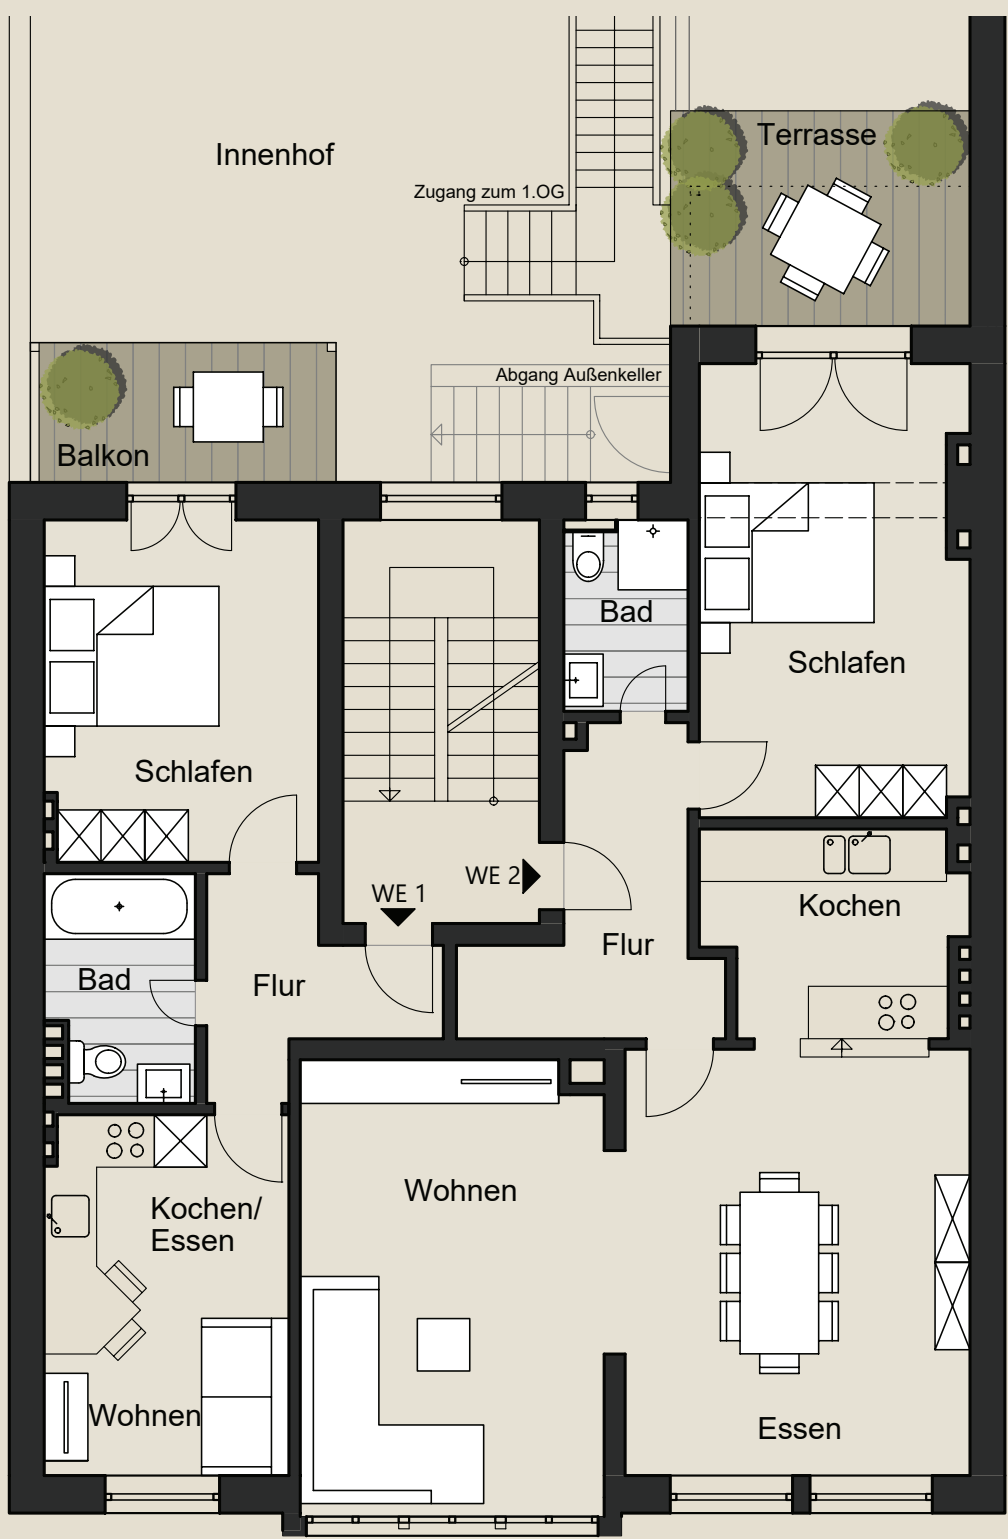 Innenhof
Terrasse
Zugang zum 1.OG
Abgang Außenkeller
Balkon
Bad
Schlafen
Schlafen
WE 2
WE 1
Kochen
Flur
Bad
Flur
Wohnen
Kochen/
Essen
Wohnen
Essen